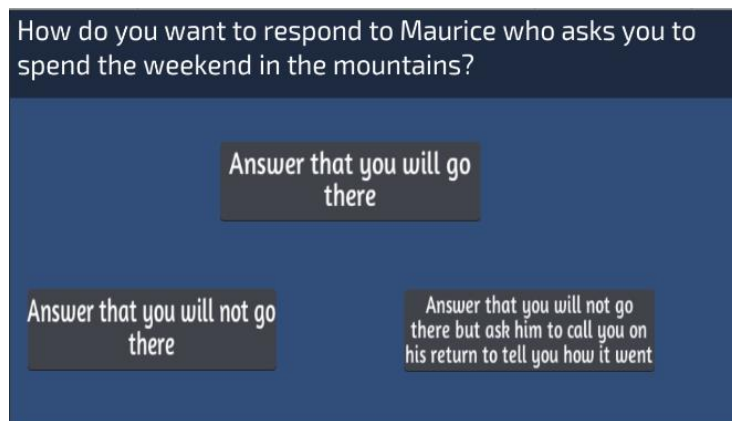 How do you want to respond to Maurice who asks you to
spend the weekend in the mountains?
Answer that you will go
there
Answer that you will not go
there
Answer that you will not go
there but ask him to call you on
his return to tell you how it went